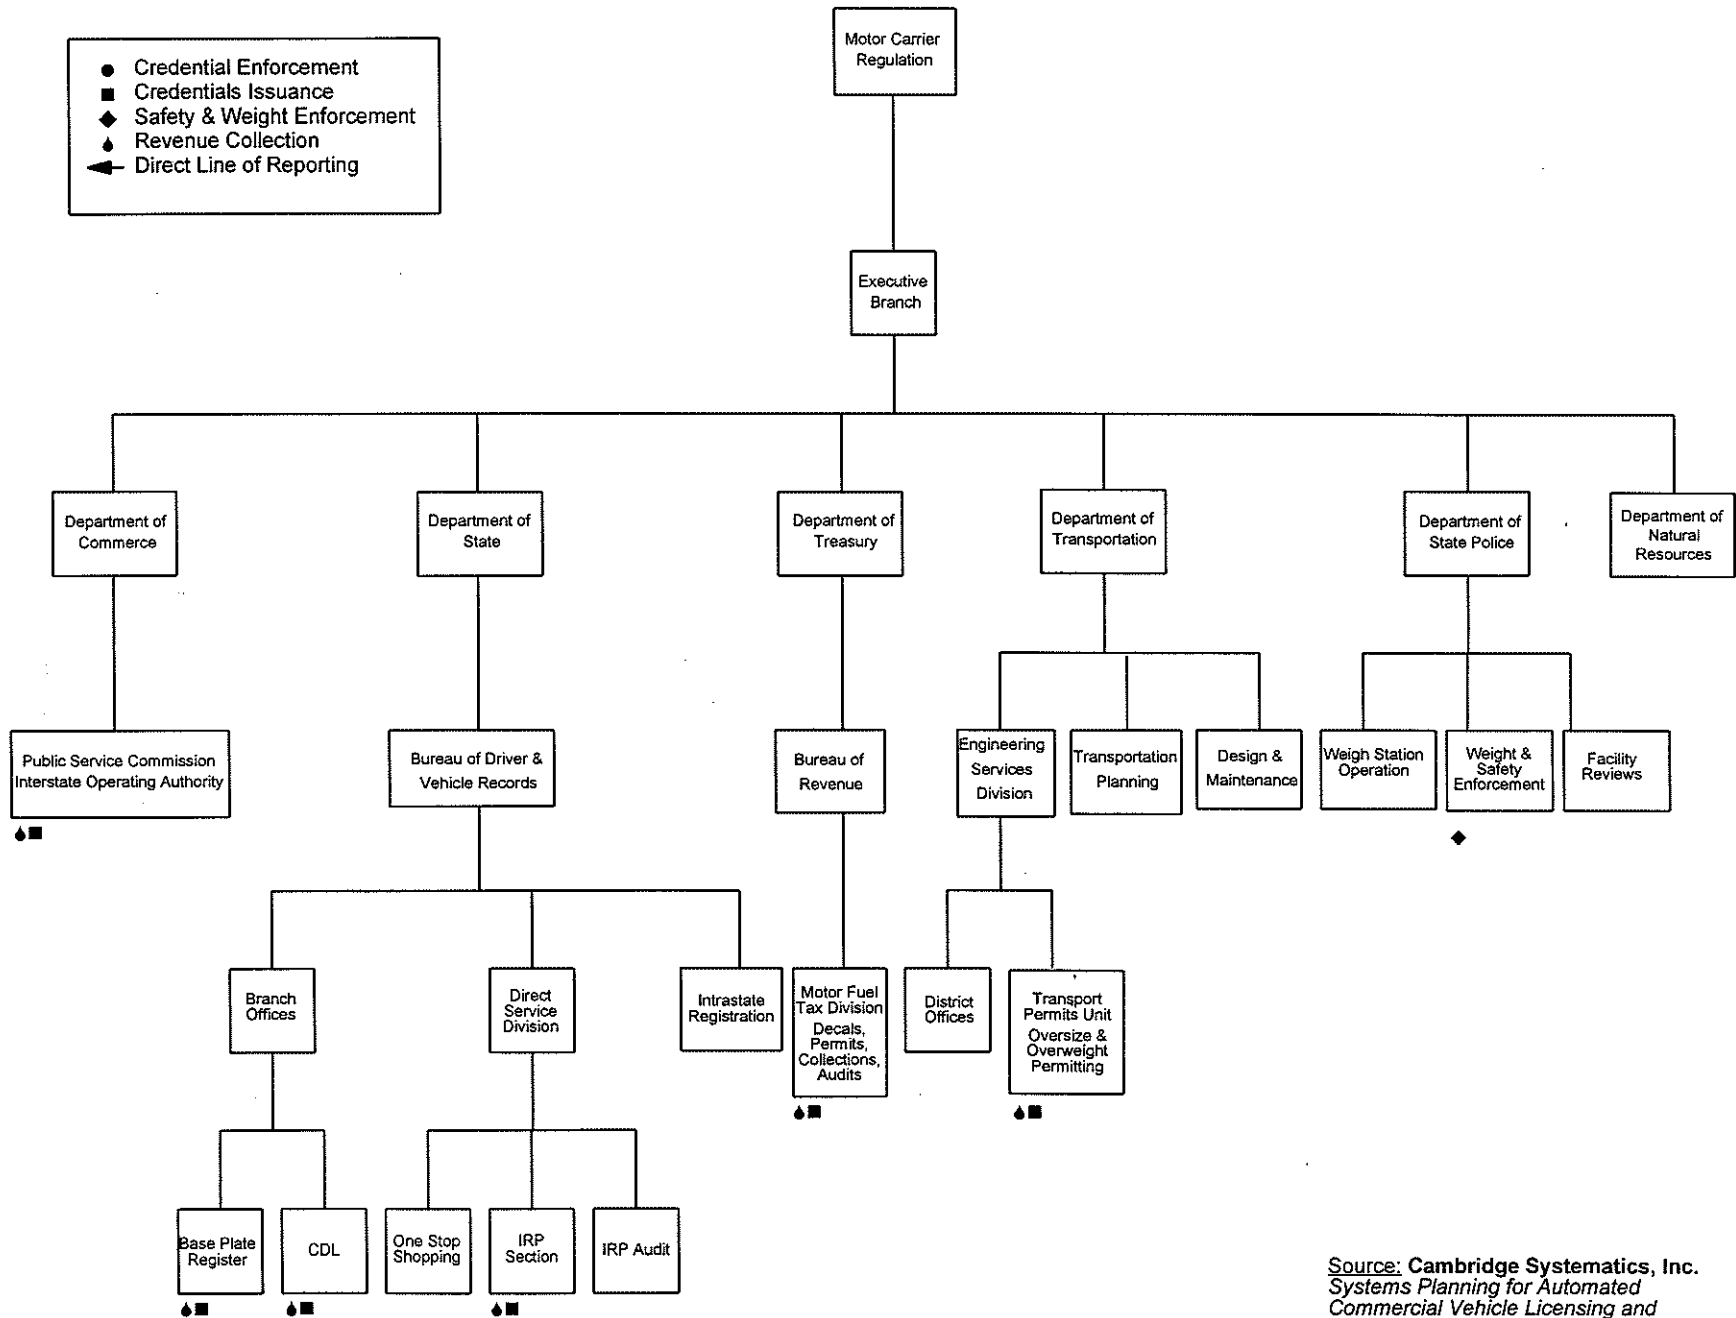 Credential Enforcement
Credentials Issuance
Safety & Weight Enforcement
Revenue Collection
Direct Line of Reporting
Motor Carrier
Regulation
Executive
Branch
Department of
Commerce
Department of
State
Department of
Treasury
Department of
Transportation
Department of
State Police
Department of
Natural
Resources
Public Service Commission
Interstate Operating Authority
Bureau of Driver &
Vehicle Records
Bureau of
Revenue
Engineering
Services
Division
Transportation
Planning
Design &
Maintenance
Weigh Station
Operation
Weight &
Safety
Enforcement
Facility
Reviews
Branch
Offices
Direct
Service
Division
Intrastate
Registration
Motor Fuel
Tax Division
Decals,
Permits,
Collections,
Audits
District
Offices
Transport
Permits Unit
Oversize &
Overweight
Permitting
Base Plate
Register
CDL
One Stop
Shopping
IRP
Section
IRP Audit
Source: Cambridge Systematics, Inc.
Systems Planning for Automated
Commercial Vehicle Licensing and